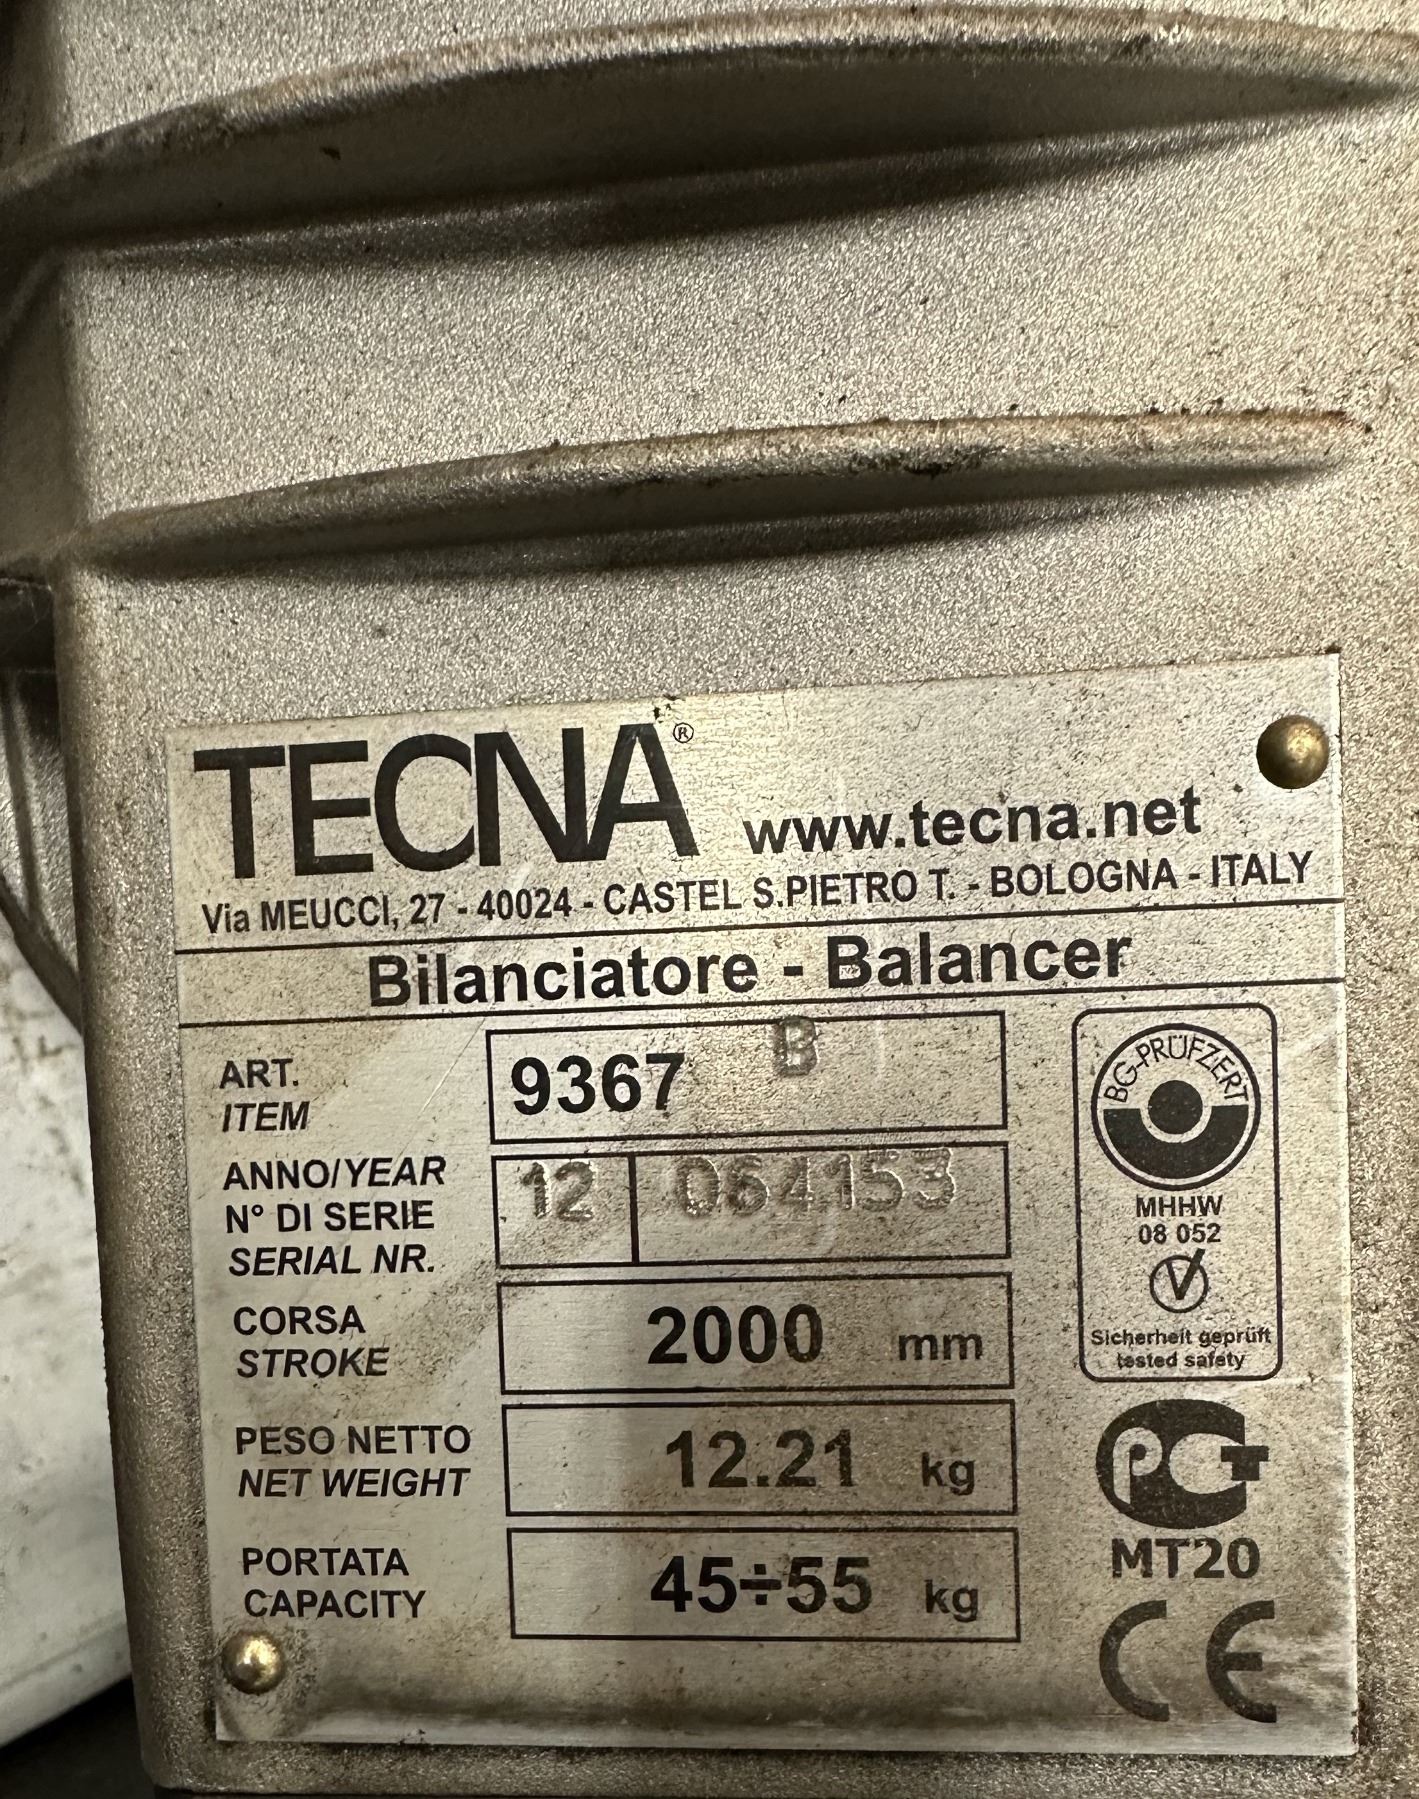 TECNA®
www.tecna.net
Via MEUCCI, 27 - 40024 - CASTEL S.PIETRO T. - BOLOGNA - ITALY
Bilanciatore - Balancer
ART.
ITEM
9367 B
ANNO/YEAR
N° DI SERIE
SERIAL NR.
12 064153
CORSA
STROKE
2000 mm
PESO NETTO
NET WEIGHT
12.21 kg
PORTATA
CAPACITY
45÷55 kg
BG-PRÜFZERT
MHHW
08 052
V
Sicherheit geprüft
tested safety
PCT
MT20
CE